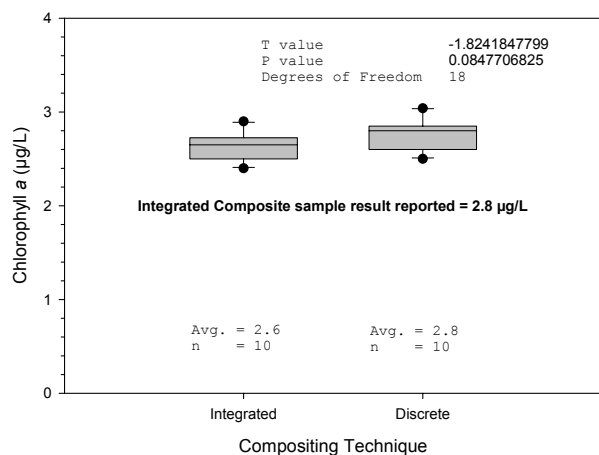 4
3
2
1
0
Chlorophyll a (µg/L)
T value -1.8241847799
P value 0.0847706825
Degrees of Freedom 18
Integrated Composite sample result reported = 2.8 µg/L
Avg. = 2.6
n = 10
Avg. = 2.8
n = 10
Integrated
Discrete
Compositing Technique